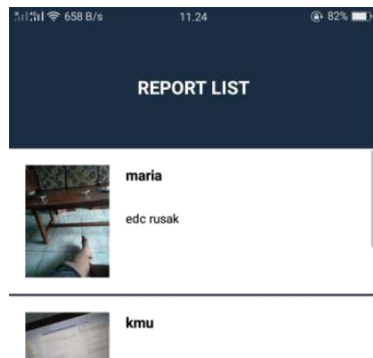 658 B/s 11.24 82%
REPORT LIST
maria
edc rusak
kmu